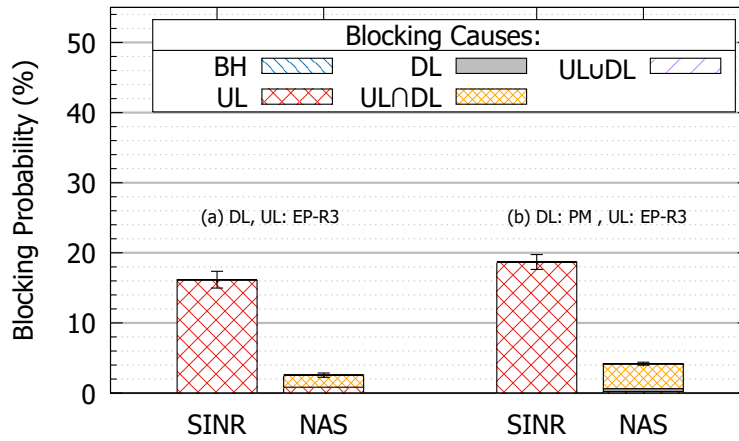 Blocking Causes:
BH DL UL∪DL
UL UL∩DL
Blocking Probability (%)
50
40
30
20
10
0
(a) DL, UL: EP-R3 (b) DL: PM , UL: EP-R3
SINR NAS SINR NAS